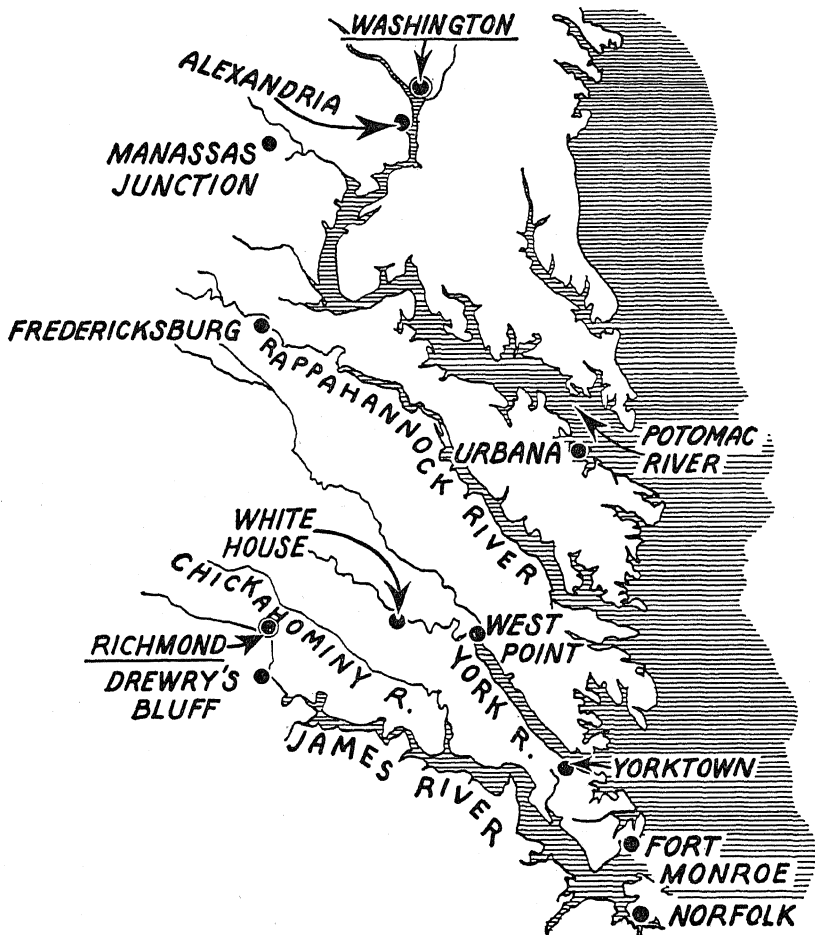 WASHINGTON
ALEXANDRIA
MANASSAS
JUNCTION
FREDERICKSBURG
RAPPAHANNOCK RIVER
URBANA
POTOMAC
RIVER
WHITE
HOUSE
CHICKAHOMINY R.
RICHMOND
WEST
POINT
DREWRY'S
BLUFF
YORK R.
JAMES RIVER
YORKTOWN
FORT
MONROE
NORFOLK